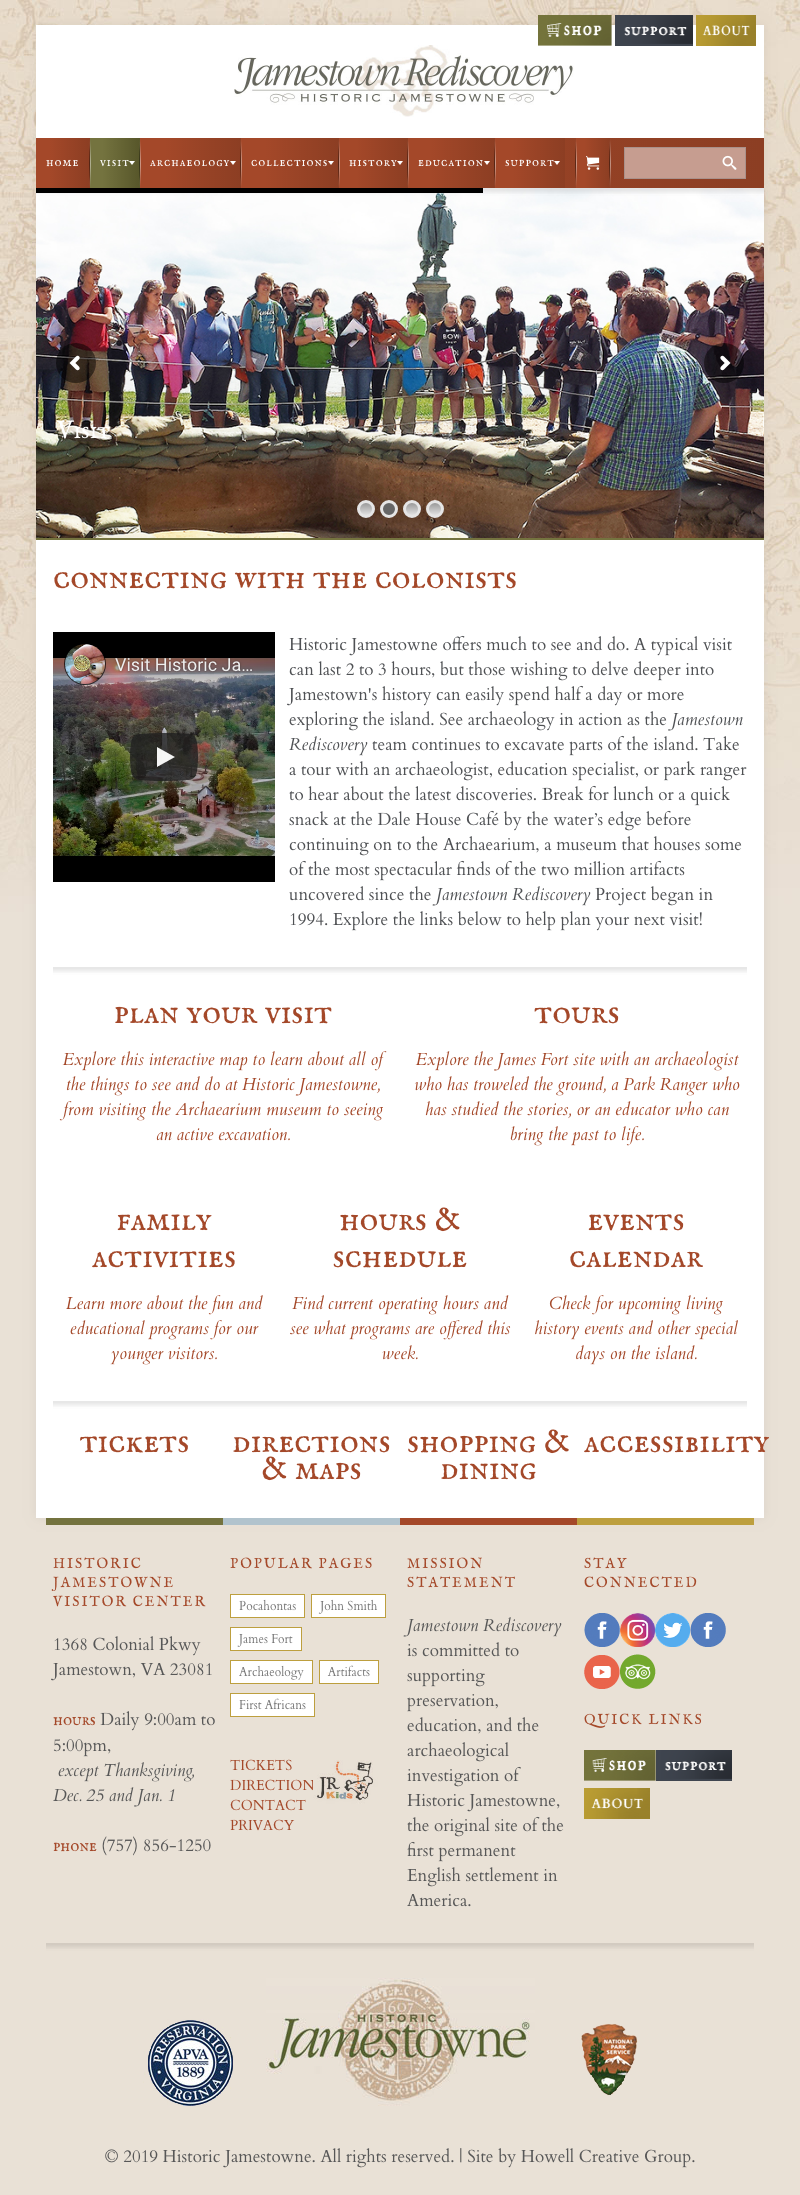 SHOP SUPPORT ABOUT
Jamestown Rediscovery
HISTORIC JAMESTOWNE
HOME VISIT ARCHAEOLOGY COLLECTIONS HISTORY EDUCATION SUPPORT
Visit
CONNECTING WITH THE COLONISTS
Visit Historic Ja…
Historic Jamestowne offers much to see and do. A typical visit
can last 2 to 3 hours, but those wishing to delve deeper into
Jamestown's history can easily spend half a day or more
exploring the island. See archaeology in action as the Jamestown
Rediscovery team continues to excavate parts of the island. Take
a tour with an archaeologist, education specialist, or park ranger
to hear about the latest discoveries. Break for lunch or a quick
snack at the Dale House Café by the water’s edge before
continuing on to the Archaearium, a museum that houses some
of the most spectacular finds of the two million artifacts
uncovered since the Jamestown Rediscovery Project began in
1994. Explore the links below to help plan your next visit!
PLAN YOUR VISIT
Explore this interactive map to learn about all of
the things to see and do at Historic Jamestowne,
from visiting the Archaearium museum to seeing
an active excavation.
TOURS
Explore the James Fort site with an archaeologist
who has troweled the ground, a Park Ranger who
has studied the stories, or an educator who can
bring the past to life.
FAMILY
ACTIVITIES
Learn more about the fun and
educational programs for our
younger visitors.
HOURS &
SCHEDULE
Find current operating hours and
see what programs are offered this
week.
EVENTS
CALENDAR
Check for upcoming living
history events and other special
days on the island.
TICKETS
DIRECTIONS
& MAPS
SHOPPING &
DINING
ACCESSIBILITY
HISTORIC
JAMESTOWNE
VISITOR CENTER
1368 Colonial Pkwy
Jamestown, VA 23081
HOURS Daily 9:00am to
5:00pm,
except Thanksgiving,
Dec. 25 and Jan. 1
PHONE (757) 856-1250
POPULAR PAGES
Pocahontas John Smith
James Fort
Archaeology Artifacts
First Africans
TICKETS
DIRECTION
CONTACT
PRIVACY
JR
Kids
MISSION
STATEMENT
Jamestown Rediscovery
is committed to
supporting
preservation,
education, and the
archaeological
investigation of
Historic Jamestowne,
the original site of the
first permanent
English settlement in
America.
STAY
CONNECTED
QUICK LINKS
SHOP SUPPORT
ABOUT
PRESERVATION
APVA
1889
VIRGINIA
1607
HISTORIC
Jamestowne®
NATIONAL
PARK
SERVICE
© 2019 Historic Jamestowne. All rights reserved. | Site by Howell Creative Group.